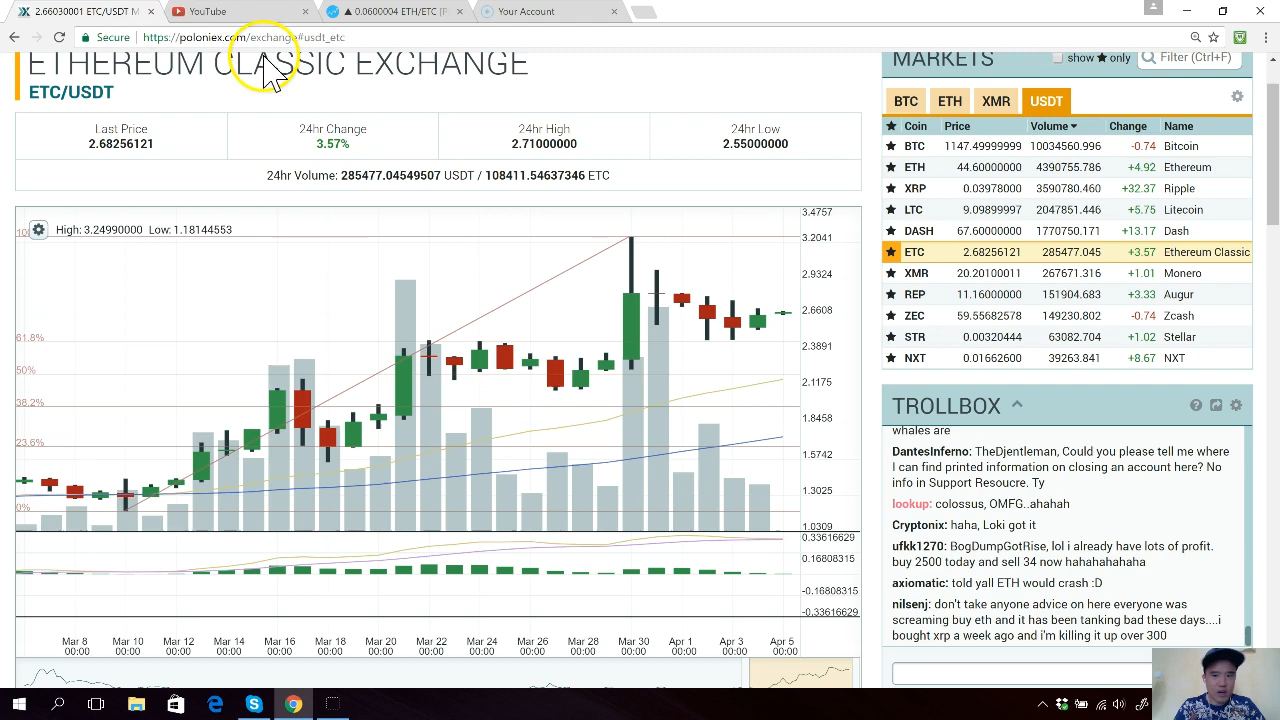 2.66030001 ETC/USDT M
YouTube
▲ 0.0600004 ETH/ETC [P
Your Account
Secure
https://poloniex.com/exchange#usdt_etc
ETHEREUM CLASSIC EXCHANGE
ETC/USDT
Last Price
2.68256121
24hr Change
3.57%
24hr High
2.71000000
24hr Low
2.55000000
24hr Volume: 285477.04549507 USDT / 108411.54637346 ETC
High: 3.24990000 Low: 1.18144553
61.8%
50%
38.2%
23.6%
0%
3.4757
3.2041
2.9324
2.6608
2.3891
2.1175
1.8458
1.5742
1.3025
1.0309
0.33616629
0.16808315
-0.16808315
-0.33616629
Mar 8 00:00
Mar 10 00:00
Mar 12 00:00
Mar 14 00:00
Mar 16 00:00
Mar 18 00:00
Mar 20 00:00
Mar 22 00:00
Mar 24 00:00
Mar 26 00:00
Mar 28 00:00
Mar 30 00:00
Apr 1 00:00
Apr 3 00:00
Apr 5 00:00
MARKETS
show ★ only
Filter (Ctrl+F)
BTC ETH XMR USDT
★ Coin Price Volume▼ Change Name
★ BTC 1147.49999999 10034560.996 -0.74 Bitcoin
★ ETH 44.60000000 4390755.786 +4.92 Ethereum
★ XRP 0.03978000 3590780.460 +32.37 Ripple
★ LTC 9.09899997 2047851.446 +5.75 Litecoin
★ DASH 67.60000000 1770750.171 +13.17 Dash
★ ETC 2.68256121 285477.045 +3.57 Ethereum Classic
★ XMR 20.20100011 267671.316 +1.01 Monero
★ REP 11.16000000 151904.683 +3.33 Augur
★ ZEC 59.55682578 149230.802 -0.74 Zcash
★ STR 0.00320444 63082.704 +1.02 Stellar
★ NXT 0.01662600 39263.841 +8.67 NXT
TROLLBOX
whales are
DantesInferno: TheDjentleman, Could you please tell me where
I can find printed information on closing an account here? No
info in Support Resourse. Ty
lookup: colossus, OMFG..ahahah
Cryptonix: haha, Loki got it
ufkk1270: BogDumpGotRise, lol i already have lots of profit.
buy 2500 today and sell 34 now hahahahahaha
axiomatic: told yall ETH would crash :D
nilsenj: don't take anyone advice on here everyone was
screaming buy eth and it has been tanking bad these days....i
bought xrp a week ago and i'm killing it up over 300